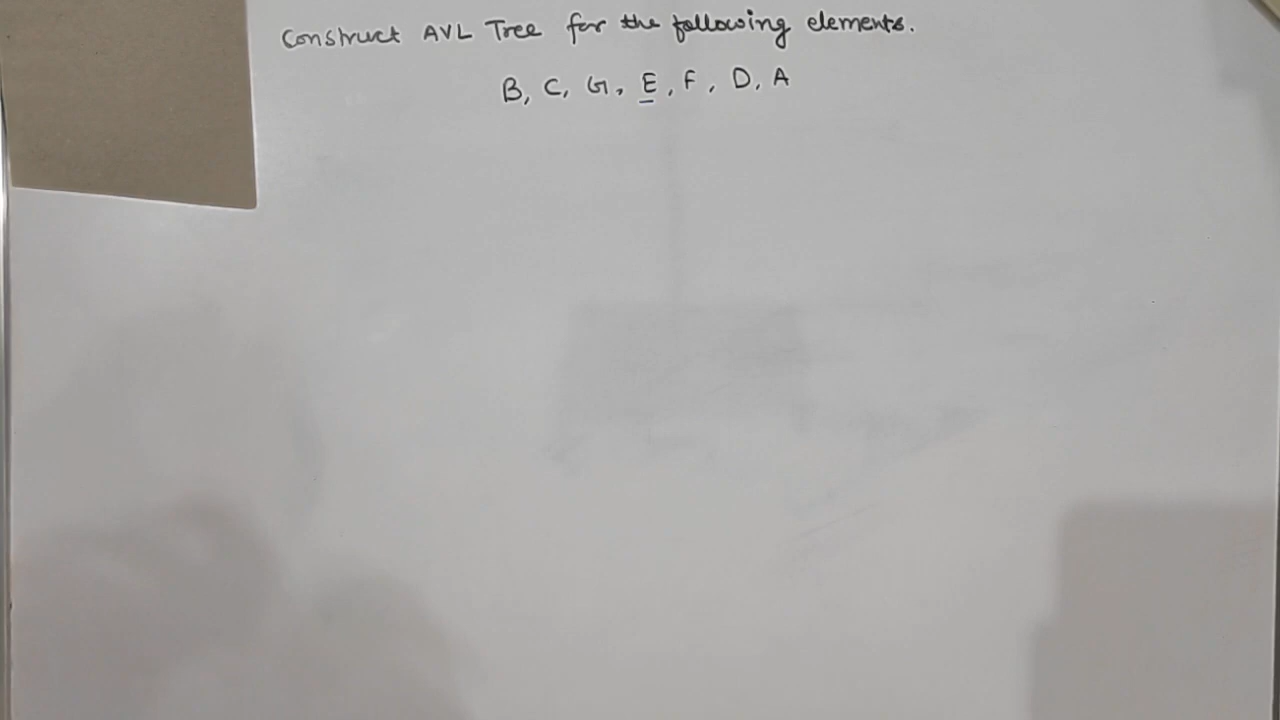 Construct AVL Tree for the following elements.
B, C, G, E, F, D, A